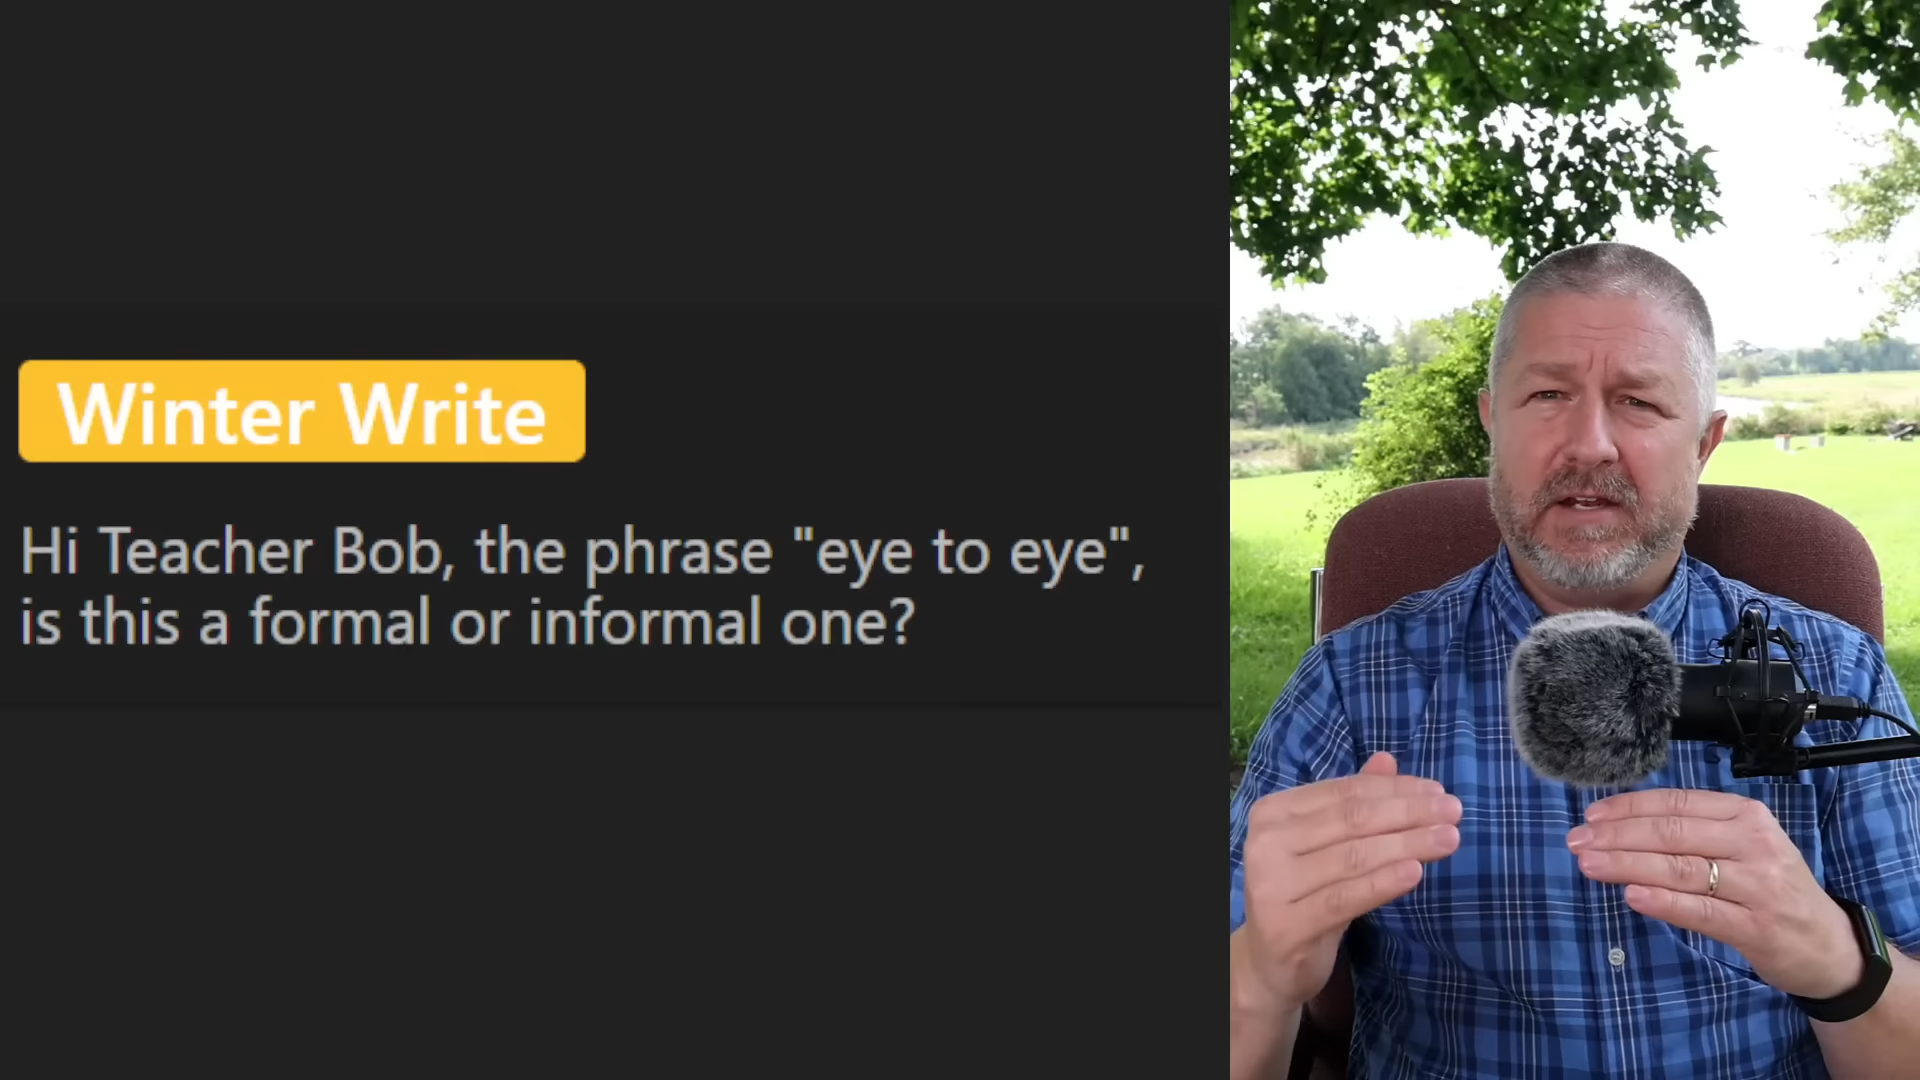 Winter Write
Hi Teacher Bob, the phrase "eye to eye",
is this a formal or informal one?